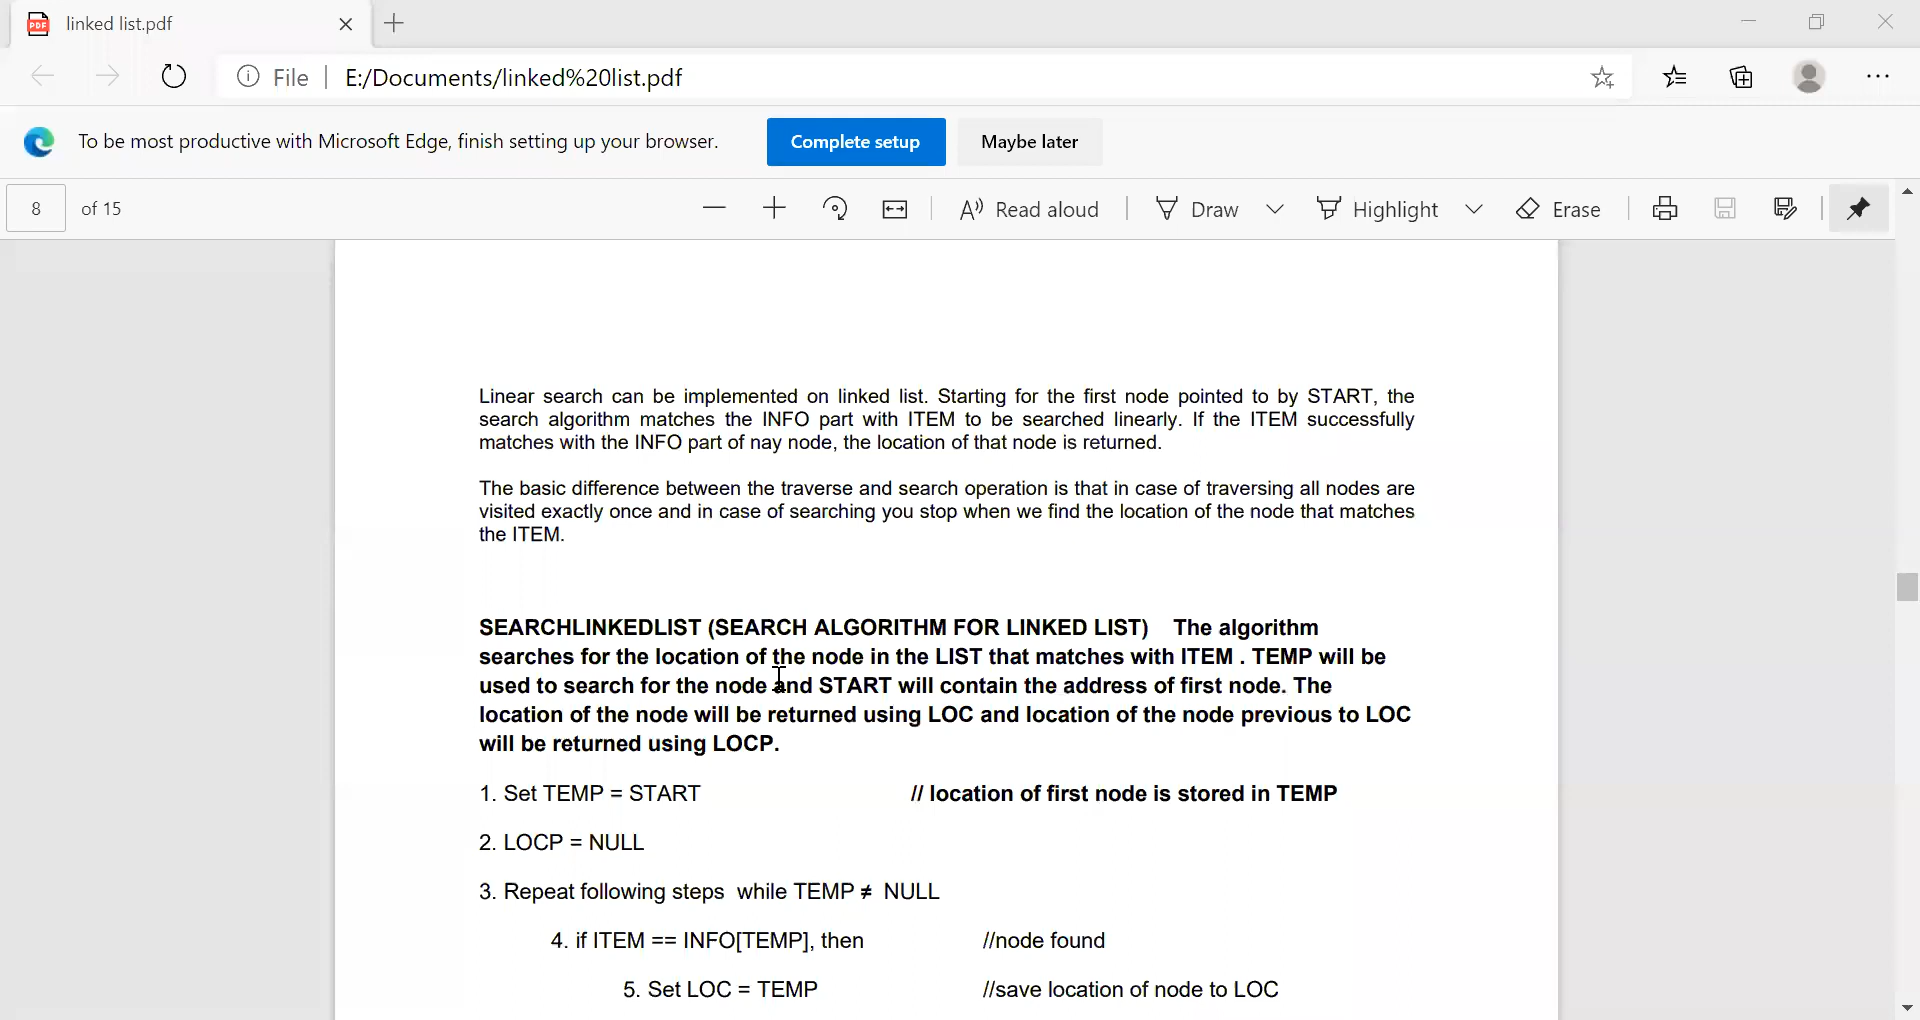 linked list.pdf
File | E:/Documents/linked%20list.pdf
To be most productive with Microsoft Edge, finish setting up your browser. Complete setup Maybe later
8 of 15 Read aloud Draw Highlight Erase
Linear search can be implemented on linked list. Starting for the first node pointed to by START, the
search algorithm matches the INFO part with ITEM to be searched linearly. If the ITEM successfully
matches with the INFO part of nay node, the location of that node is returned.
The basic difference between the traverse and search operation is that in case of traversing all nodes are
visited exactly once and in case of searching you stop when we find the location of the node that matches
the ITEM.
SEARCHLINKEDLIST (SEARCH ALGORITHM FOR LINKED LIST) The algorithm
searches for the location of the node in the LIST that matches with ITEM . TEMP will be
used to search for the node and START will contain the address of first node. The
location of the node will be returned using LOC and location of the node previous to LOC
will be returned using LOCP.
1. Set TEMP = START // location of first node is stored in TEMP
2. LOCP = NULL
3. Repeat following steps while TEMP ≠ NULL
4. if ITEM == INFO[TEMP], then //node found
5. Set LOC = TEMP //save location of node to LOC